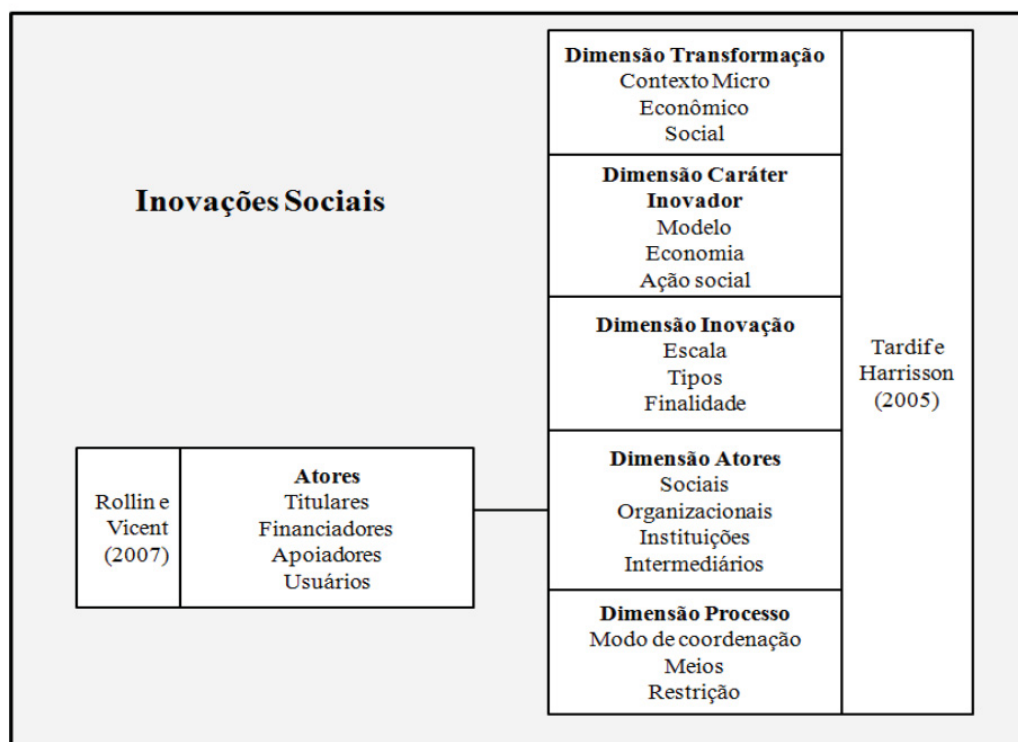 Inovações Sociais
Dimensão Transformação
Contexto Micro
Econômico
Social
Dimensão Caráter
Inovador
Modelo
Economia
Ação social
Dimensão Inovação
Escala
Tipos
Finalidade
Dimensão Atores
Sociais
Organizacionais
Instituições
Intermediários
Dimensão Processo
Modo de coordenação
Meios
Restrição
Tardif e
Harrisson
(2005)
Rollin e
Vicent
(2007)
Atores
Titulares
Financiadores
Apoiadores
Usuários